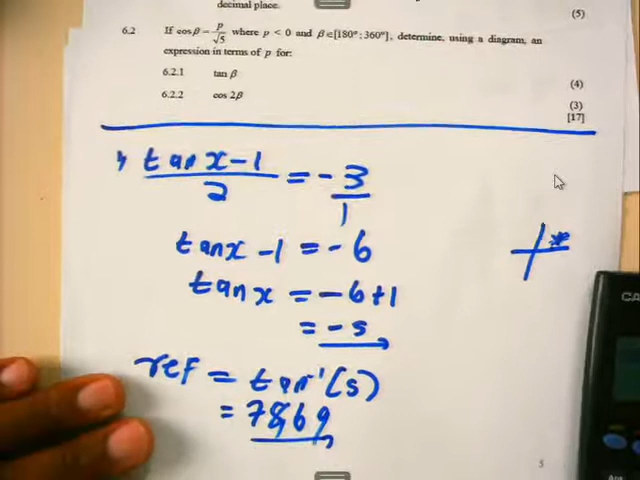 decimal place.
(5)
6.2 If cos β = p/√5 where p < 0 and β ∈ [180° ; 360°], determine, using a diagram, an
expression in terms of p for:
6.2.1 tan β (4)
6.2.2 cos 2β (3)
[17]
tan x - 1 / 2 = - 3 / 1
tan x - 1 = - 6
tan x = - 6 + 1
= - 5
ref = tan⁻¹(5)
= 78,69
CA
5